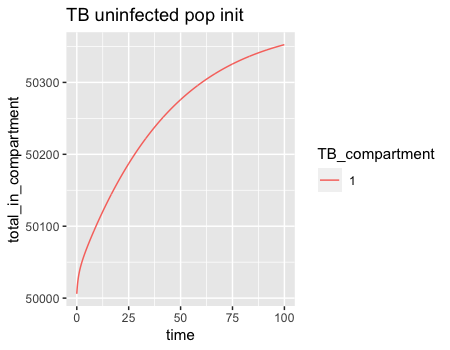 TB uninfected pop init
total_in_compartment
50300
50200
50100
50000
0 25 50 75 100
time
TB_compartment
1